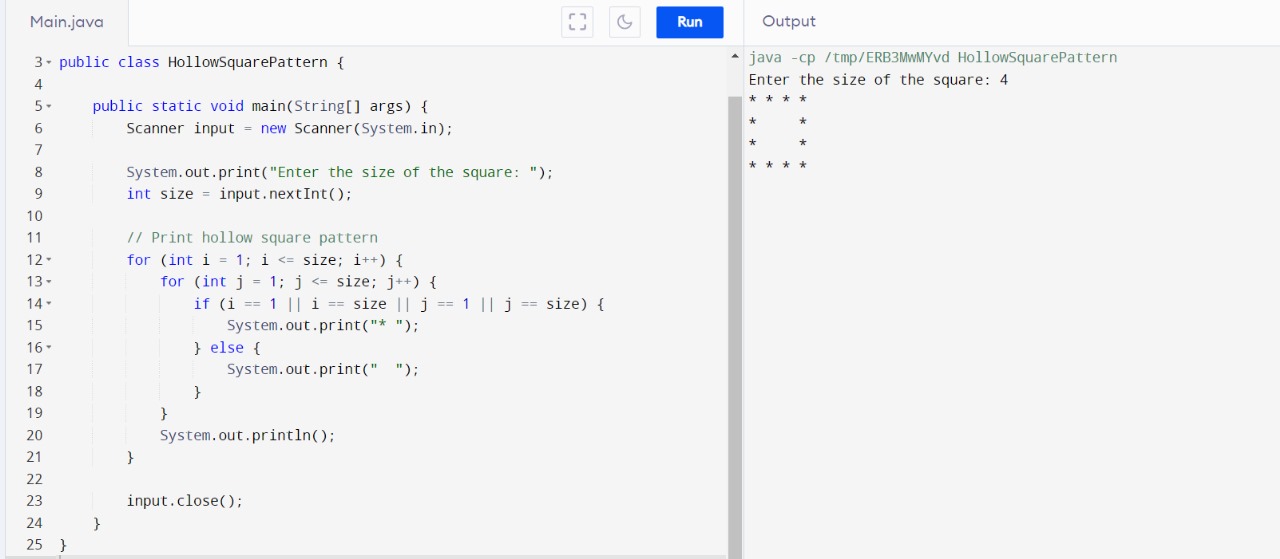 Main.java
Run
Output
3 public class HollowSquarePattern {
4
5     public static void main(String[] args) {
6         Scanner input = new Scanner(System.in);
7
8         System.out.print("Enter the size of the square: ");
9         int size = input.nextInt();
10
11         // Print hollow square pattern
12         for (int i = 1; i <= size; i++) {
13             for (int j = 1; j <= size; j++) {
14                 if (i == 1 || i == size || j == 1 || j == size) {
15                     System.out.print("* ");
16                 } else {
17                     System.out.print("  ");
18                 }
19             }
20             System.out.println();
21         }
22
23         input.close();
24     }
25 }
java -cp /tmp/ERB3MwMYvd HollowSquarePattern
Enter the size of the square: 4
* * * *
*     *
*     *
* * * *